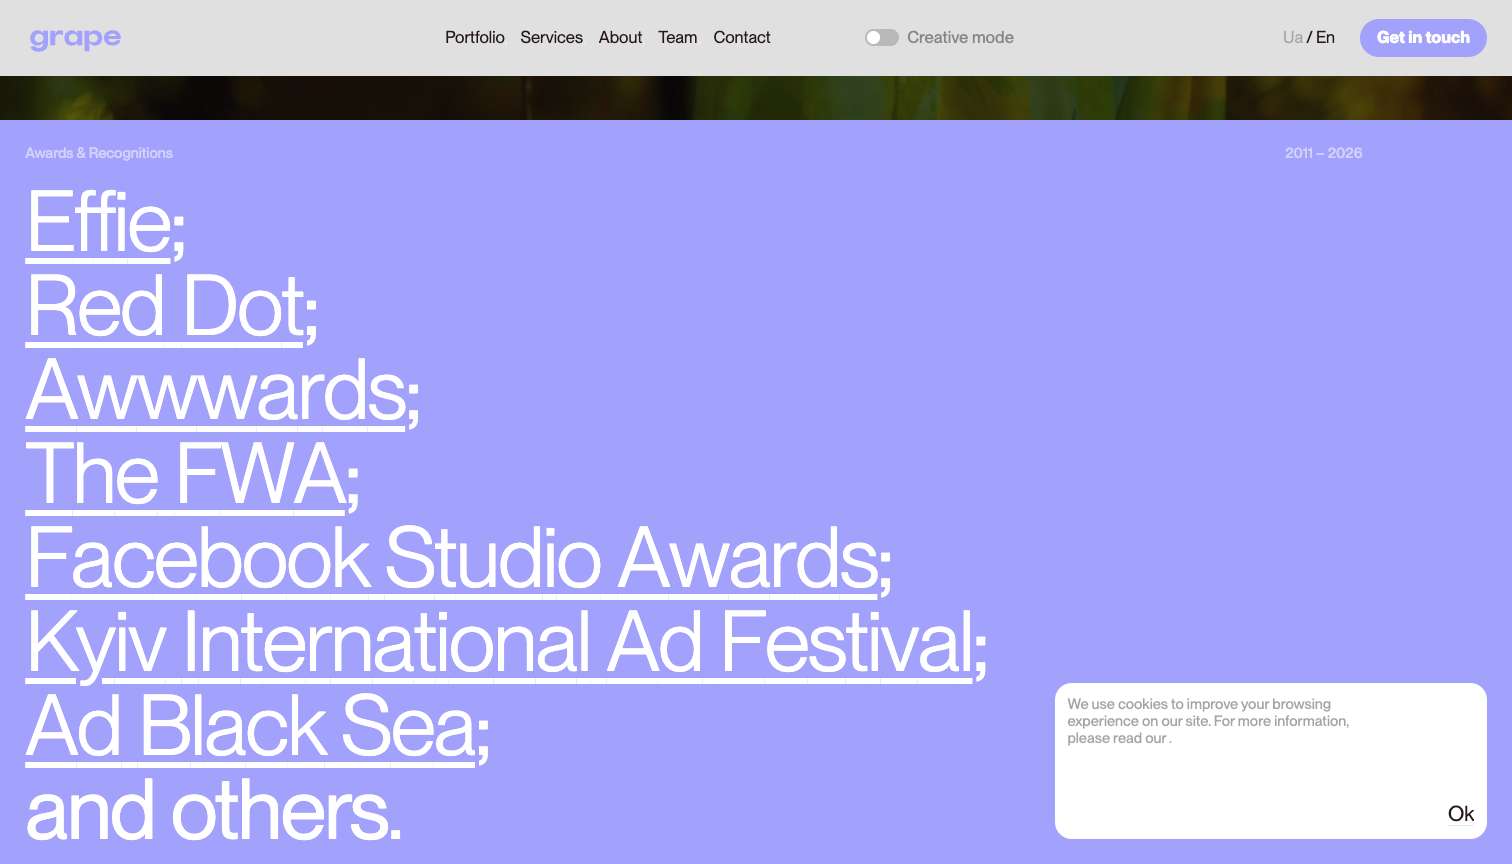 grape
Portfolio Services About Team Contact
Creative mode
Ua / En
Get in touch
Awards & Recognitions
2011 – 2026
Effie;
Red Dot;
Awwwards;
The FWA;
Facebook Studio Awards;
Kyiv International Ad Festival;
Ad Black Sea;
and others.
We use cookies to improve your browsing
experience on our site. For more information,
please read our .
Ok